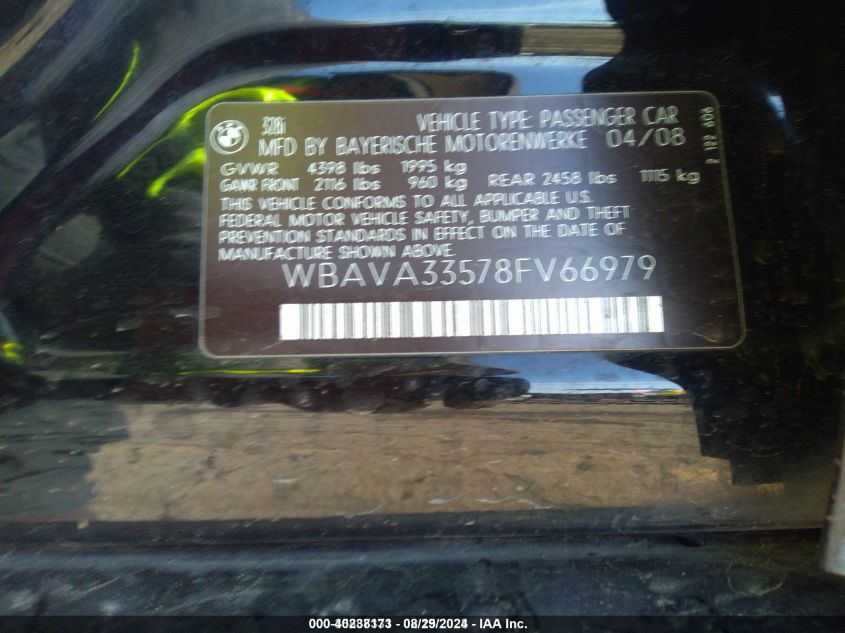 BMW
328i VEHICLE TYPE: PASSENGER CAR
MFD BY BAYERISCHE MOTORENWERKE 04/08
GVWR 4398 lbs 1995 kg
GAWR FRONT 2116 lbs 960 kg REAR 2458 lbs 1115 kg
THIS VEHICLE CONFORMS TO ALL APPLICABLE U.S.
FEDERAL MOTOR VEHICLE SAFETY, BUMPER AND THEFT
PREVENTION STANDARDS IN EFFECT ON THE DATE OF
MANUFACTURE SHOWN ABOVE.
WBAVA33578FV66979
000-40238173 - 08/29/2024 - IAA Inc.